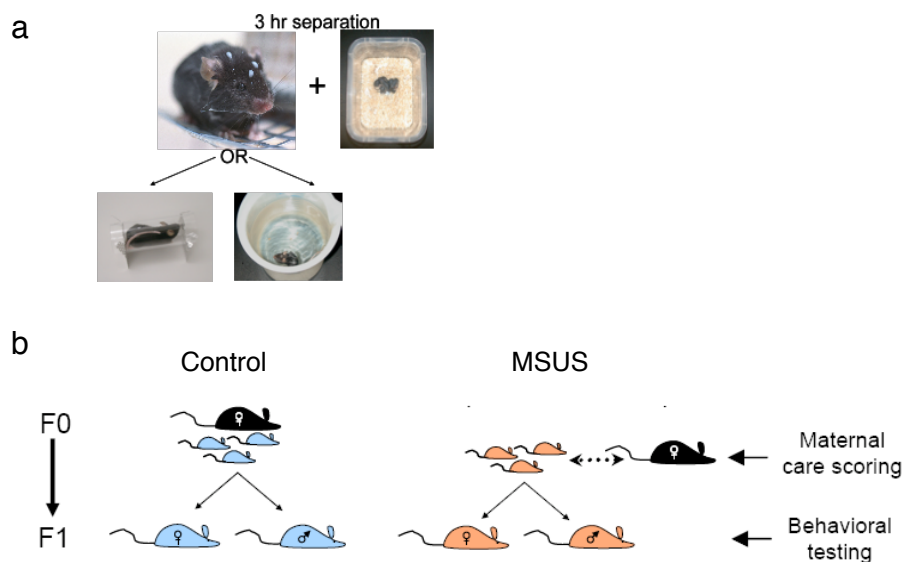 a
3 hr separation
+
OR
b
Control
MSUS
F0
♀
♀
Maternal
care scoring
F1
♀
♂
♀
♂
Behavioral
testing